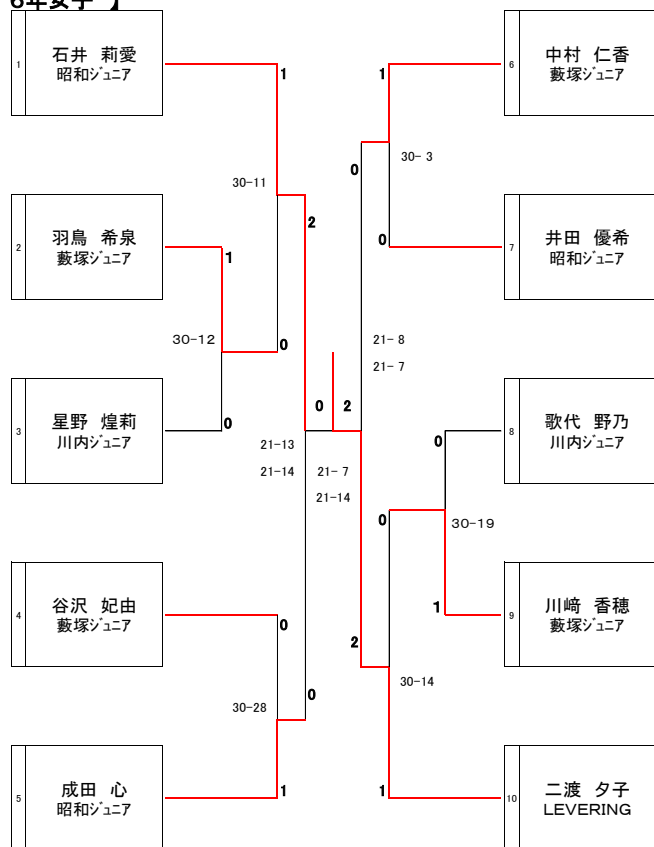 6年女子 】
1
石井 莉愛
昭和ジュニア
2
羽鳥 希泉
藪塚ジュニア
3
星野 煌莉
川内ジュニア
4
谷沢 妃由
藪塚ジュニア
5
成田 心
昭和ジュニア
1
30-11
2
1
30-12
0
0
0
2
21-13
21-14
21- 7
21-14
0
30-28
0
1
6
中村 仁香
藪塚ジュニア
7
井田 優希
昭和ジュニア
8
歌代 野乃
川内ジュニア
9
川﨑 香穂
藪塚ジュニア
10
二渡 夕子
LEVERING
1
30- 3
0
0
21- 8
21- 7
0
30-19
0
1
2
30-14
1